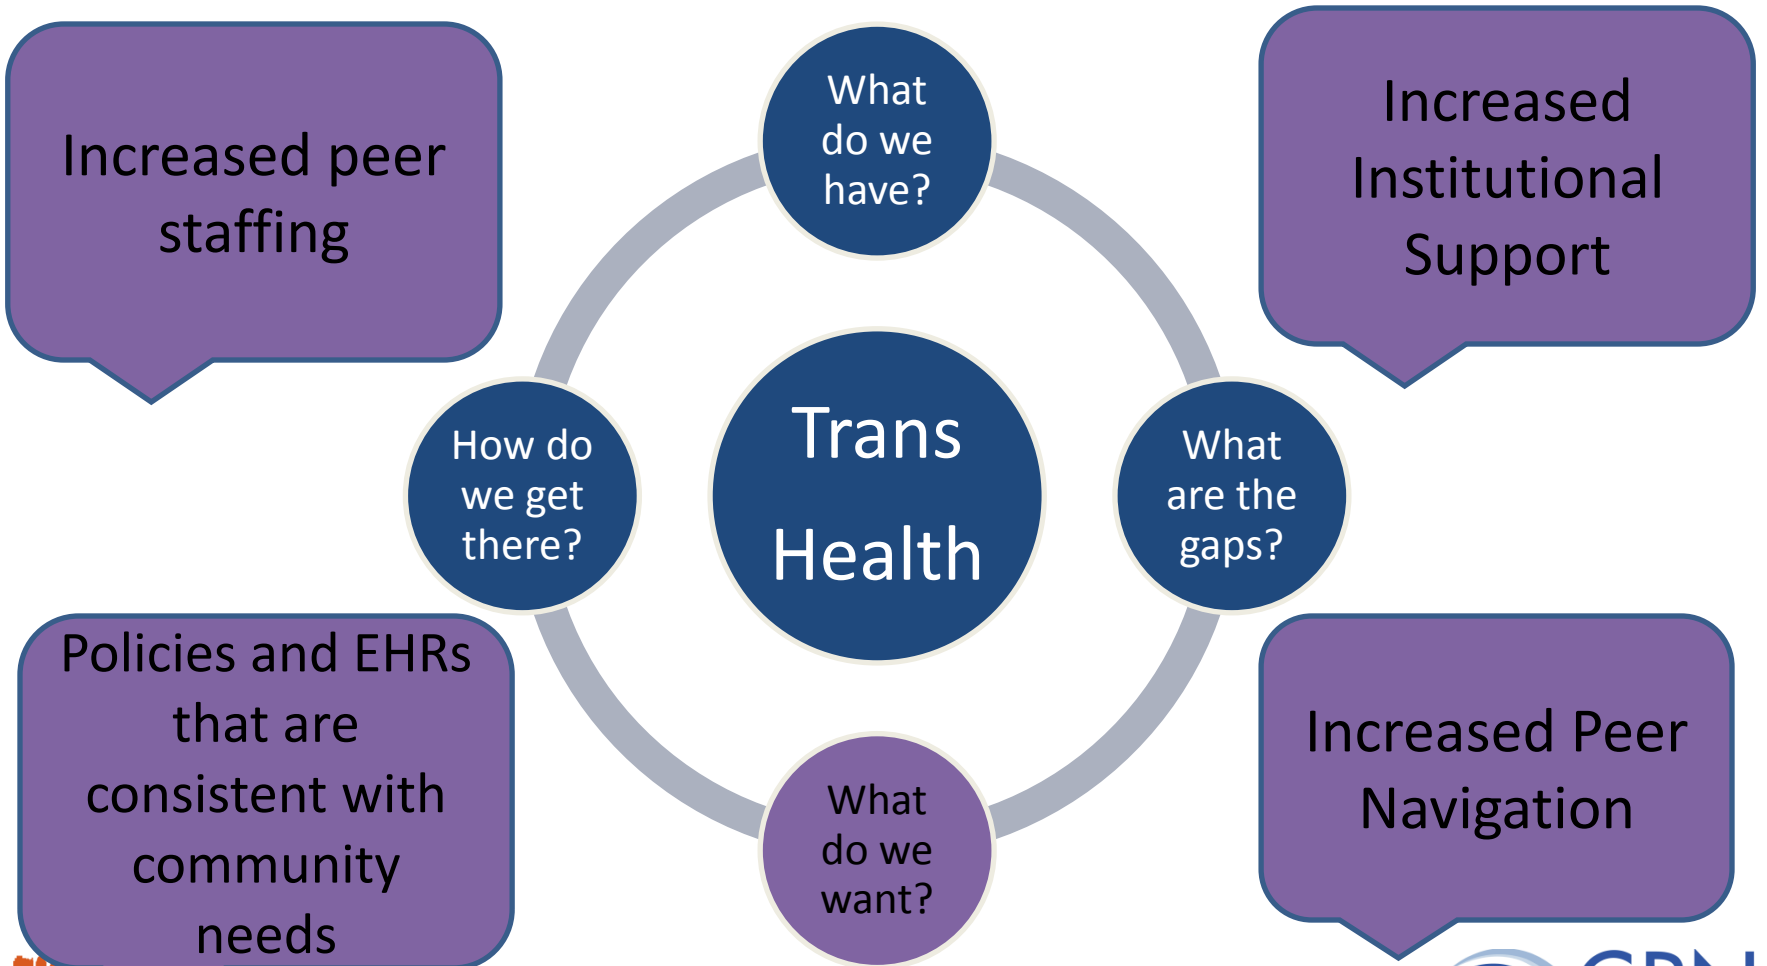 Increased peer
staffing
What
do we
have?
Increased
Institutional
Support
How do
we get
there?
Trans
Health
What
are the
gaps?
Policies and EHRs
that are
consistent with
community
needs
What
do we
want?
Increased Peer
Navigation